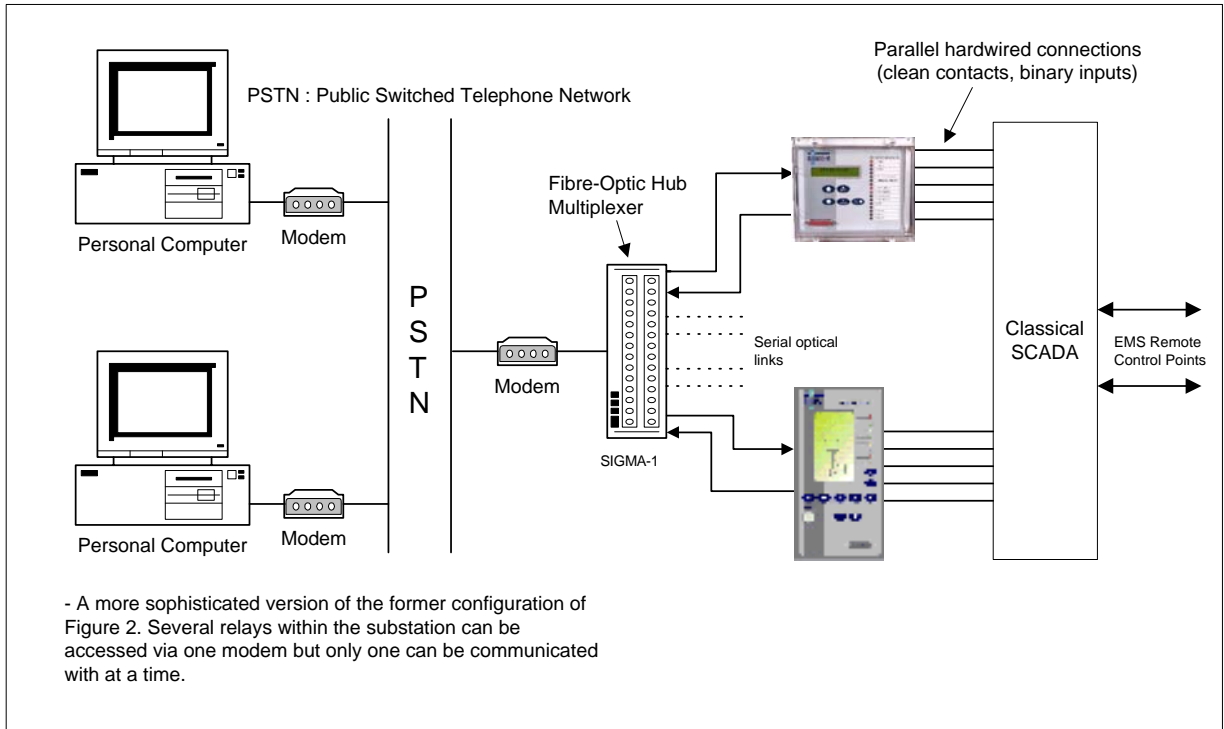 PSTN : Public Switched Telephone Network
Parallel hardwired connections
(clean contacts, binary inputs)
Fibre-Optic Hub
Multiplexer
Personal Computer
Modem
P
S
T
N
Modem
SIGMA-1
Serial optical
links
Classical
SCADA
EMS Remote
Control Points
Personal Computer
Modem
- A more sophisticated version of the former configuration of
Figure 2. Several relays within the substation can be
accessed via one modem but only one can be communicated
with at a time.